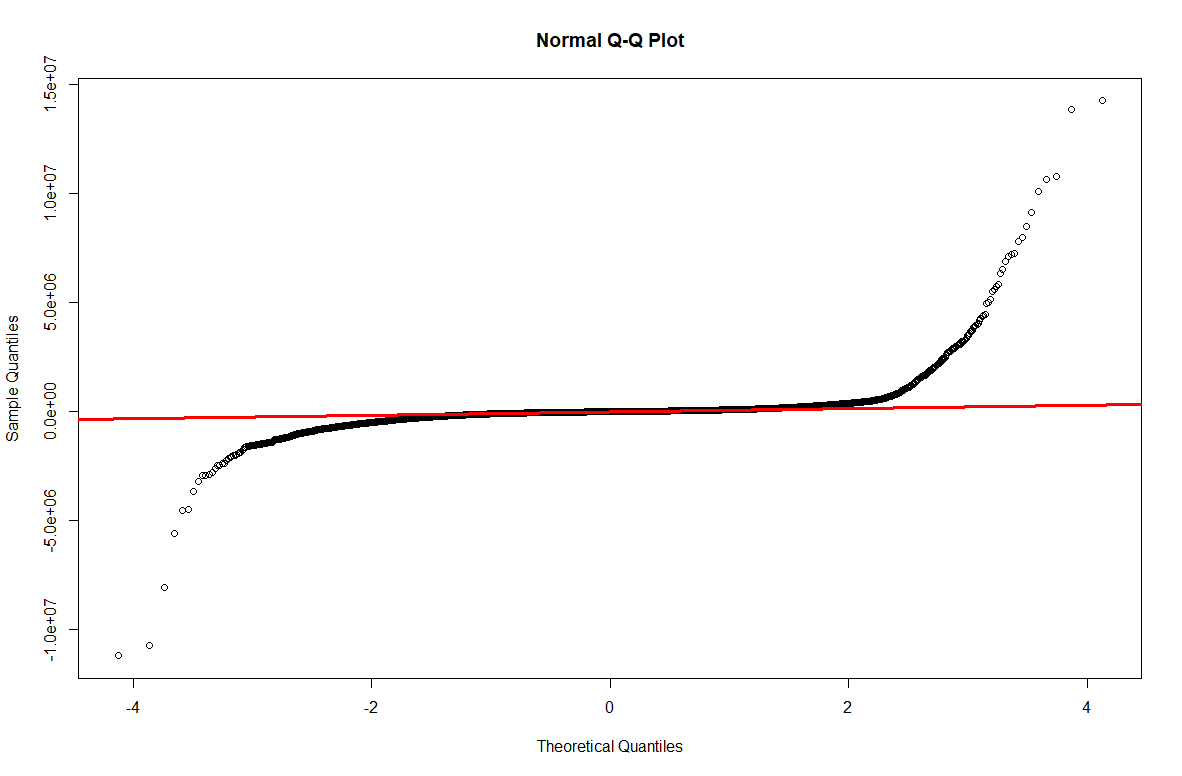 Normal Q-Q Plot
Sample Quantiles
1.5e+07
1.0e+07
5.0e+06
0.0e+00
-5.0e+06
-1.0e+07
-4 -2 0 2 4
Theoretical Quantiles